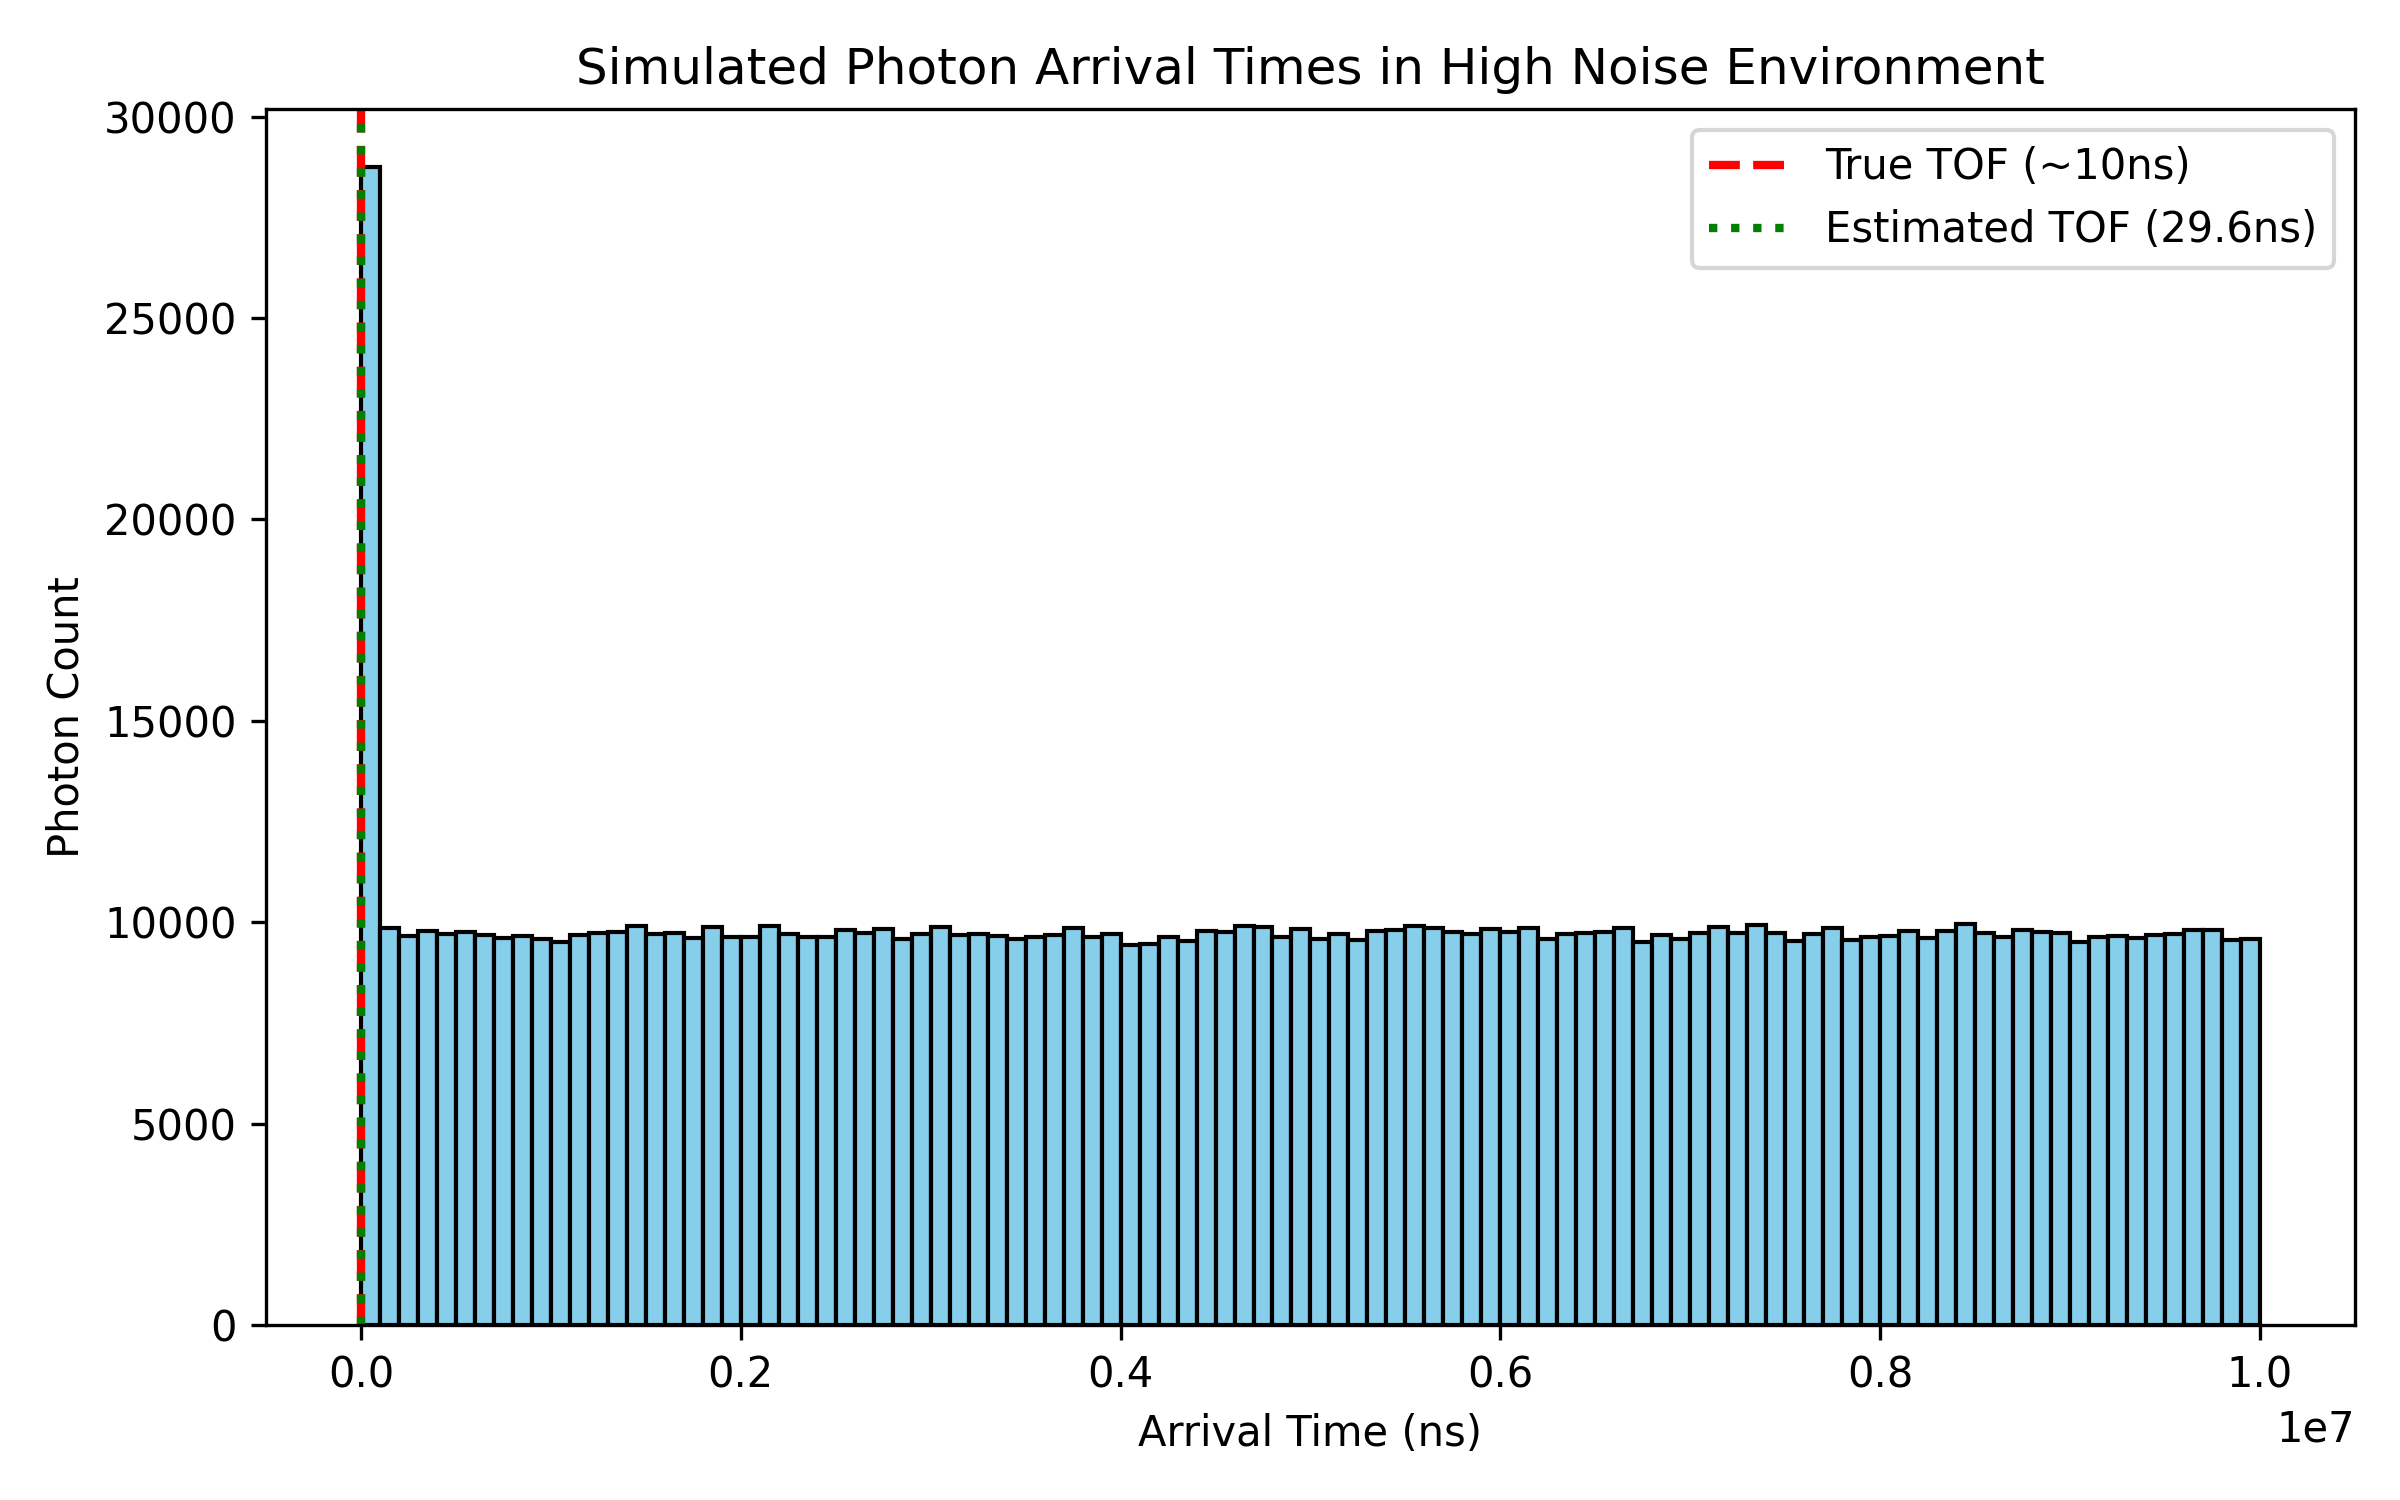 Simulated Photon Arrival Times in High Noise Environment
True TOF (~10ns)
Estimated TOF (29.6ns)
Photon Count
30000
25000
20000
15000
10000
5000
0
0.0 0.2 0.4 0.6 0.8 1.0
1e7
Arrival Time (ns)